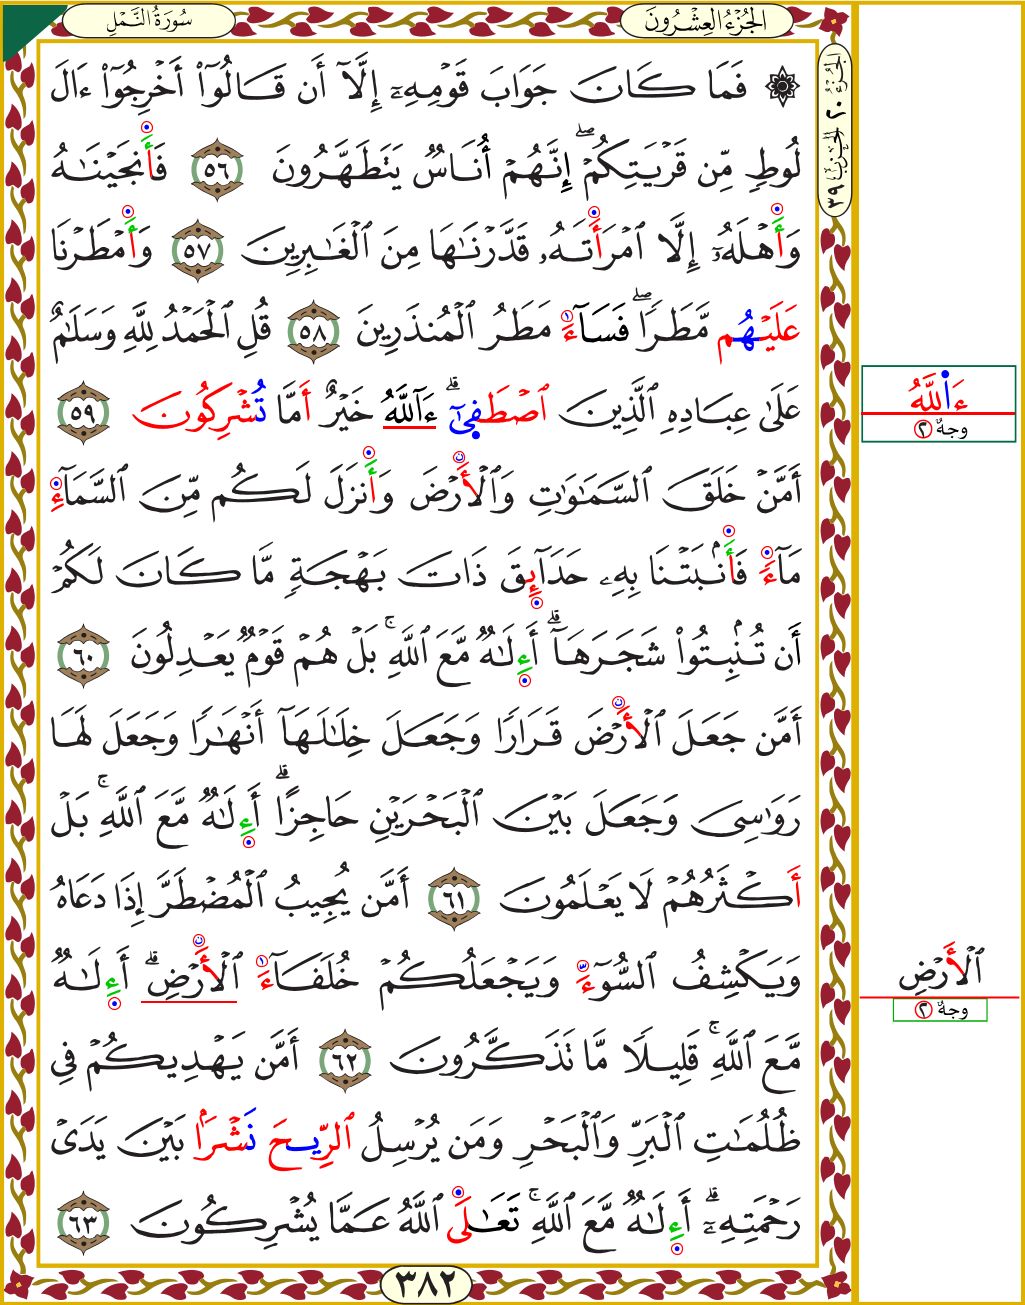 سُورَةُ النَّمْلِ
الجُزْءُ العِشْرُونَ
الجُزْءُ ٢٠ الحِزْبُ ٣٩
۞ فَمَا كَانَ جَوَابَ قَوْمِهِۦٓ إِلَّآ أَن قَالُوٓا۟ أَخْرِجُوٓا۟ ءَالَ
لُوطٍ مِّن قَرْيَتِكُمْ ۖ إِنَّهُمْ أُنَاسٌ يَتَطَهَّرُونَ ٥٦ فَأَنجَيْنَـٰهُ
وَأَهْلَهُۥٓ إِلَّا ٱمْرَأَتَهُۥ قَدَّرْنَـٰهَا مِنَ ٱلْغَـٰبِرِينَ ٥٧ وَأَمْطَرْنَا
عَلَيْهُم مَّطَرًا ۖ فَسَآءَ مَطَرُ ٱلْمُنذَرِينَ ٥٨ قُلِ ٱلْحَمْدُ لِلَّهِ وَسَلَـٰمٌ
عَلَىٰ عِبَادِهِ ٱلَّذِينَ ٱصْطَفِىٰٓ ۗ ءَآللَّهُ خَيْرٌ أَمَّا تُشْرِكُونَ ٥٩
أَمَّنْ خَلَقَ ٱلسَّمَـٰوَٰتِ وَٱلْأَرْضَ وَأَنزَلَ لَكُم مِّنَ ٱلسَّمَآءِ
مَآءً فَأَنۢبَتْنَا بِهِۦ حَدَآئِقَ ذَاتَ بَهْجَةٍ مَّا كَانَ لَكُمْ
أَن تُنۢبِتُوا۟ شَجَرَهَآ ۗ أَءِلَـٰهٌ مَّعَ ٱللَّهِ ۚ بَلْ هُمْ قَوْمٌ يَعْدِلُونَ ٦٠
أَمَّن جَعَلَ ٱلْأَرْضَ قَرَارًا وَجَعَلَ خِلَـٰلَهَآ أَنْهَـٰرًا وَجَعَلَ لَهَا
رَوَٰسِىَ وَجَعَلَ بَيْنَ ٱلْبَحْرَيْنِ حَاجِزًا ۗ أَءِلَـٰهٌ مَّعَ ٱللَّهِ ۚ بَلْ
أَكْثَرُهُمْ لَا يَعْلَمُونَ ٦١ أَمَّن يُجِيبُ ٱلْمُضْطَرَّ إِذَا دَعَاهُ
وَيَكْشِفُ ٱلسُّوٓءَ وَيَجْعَلُكُمْ خُلَفَآءَ ٱلْأَرْضِ ۗ أَءِلَـٰهٌ
مَّعَ ٱللَّهِ ۚ قَلِيلًا مَّا تَذَكَّرُونَ ٦٢ أَمَّن يَهْدِيكُمْ فِى
ظُلُمَـٰتِ ٱلْبَرِّ وَٱلْبَحْرِ وَمَن يُرْسِلُ ٱلرِّيحَ نَشْرًۢا بَيْنَ يَدَىْ
رَحْمَتِهِۦٓ ۗ أَءِلَـٰهٌ مَّعَ ٱللَّهِ ۚ تَعَـٰلَى ٱللَّهُ عَمَّا يُشْرِكُونَ ٦٣
٣٨٢
ءَاللَّهُ
وجهٌ ٢
ٱلْأَرْضِ
وجهٌ ٢